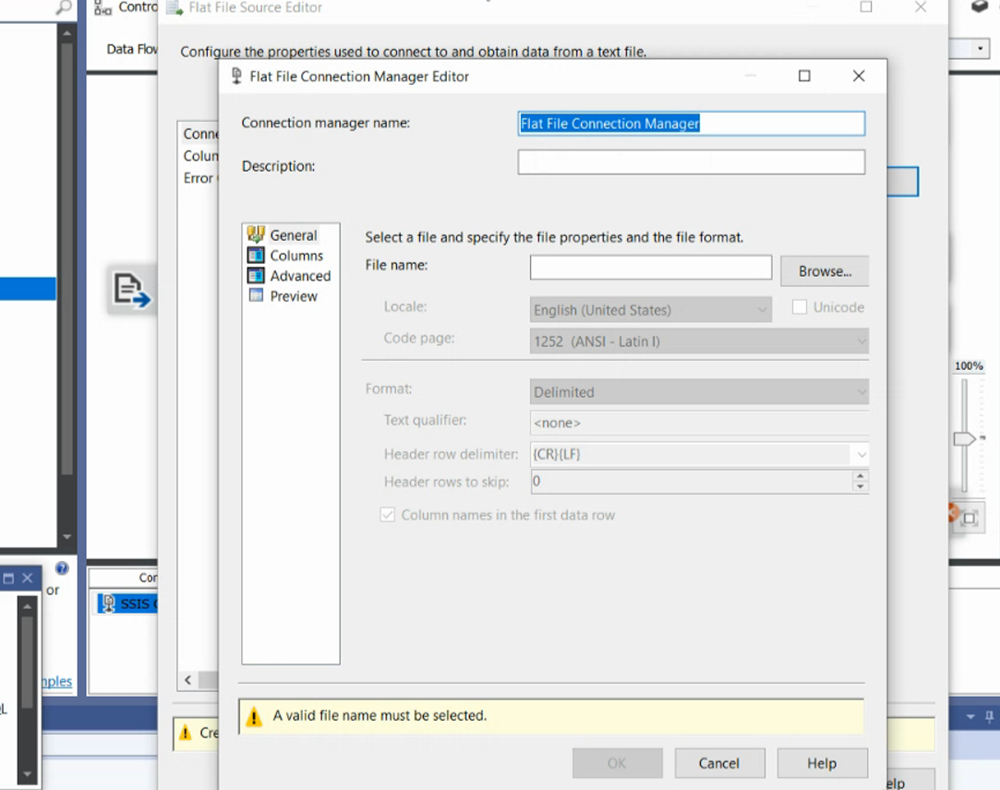 Contro
Flat File Source Editor
Data Flow
Configure the properties used to connect to and obtain data from a text file.
Flat File Connection Manager Editor
Connection manager name:
Flat File Connection Manager
Description:
Conne
Colun
Error
General
Columns
Advanced
Preview
Select a file and specify the file properties and the file format.
File name:
Browse...
Locale:
English (United States)
Unicode
Code page:
1252 (ANSI - Latin I)
Format:
Delimited
Text qualifier:
<none>
Header row delimiter:
{CR}{LF}
Header rows to skip:
0
Column names in the first data row
100%
or
Cor
SSIS
mples
QL
A valid file name must be selected.
Cre
OK
Cancel
Help
elp